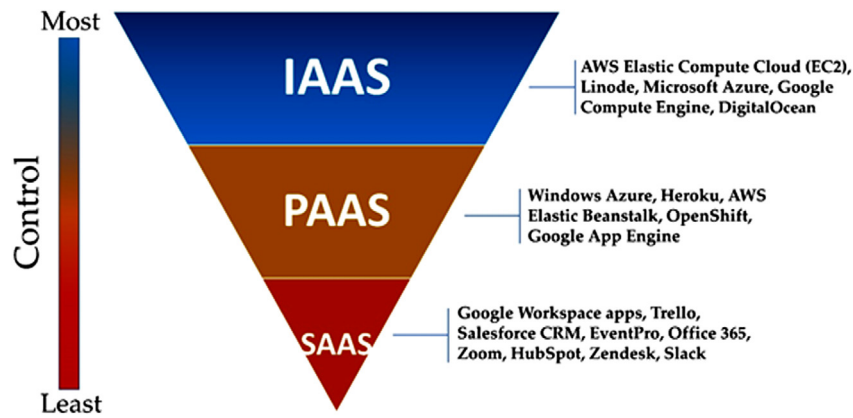 Most
Control
Least
IAAS
AWS Elastic Compute Cloud (EC2),
Linode, Microsoft Azure, Google
Compute Engine, DigitalOcean
PAAS
Windows Azure, Heroku, AWS
Elastic Beanstalk, OpenShift,
Google App Engine
SAAS
Google Workspace apps, Trello,
Salesforce CRM, EventPro, Office 365,
Zoom, HubSpot, Zendesk, Slack